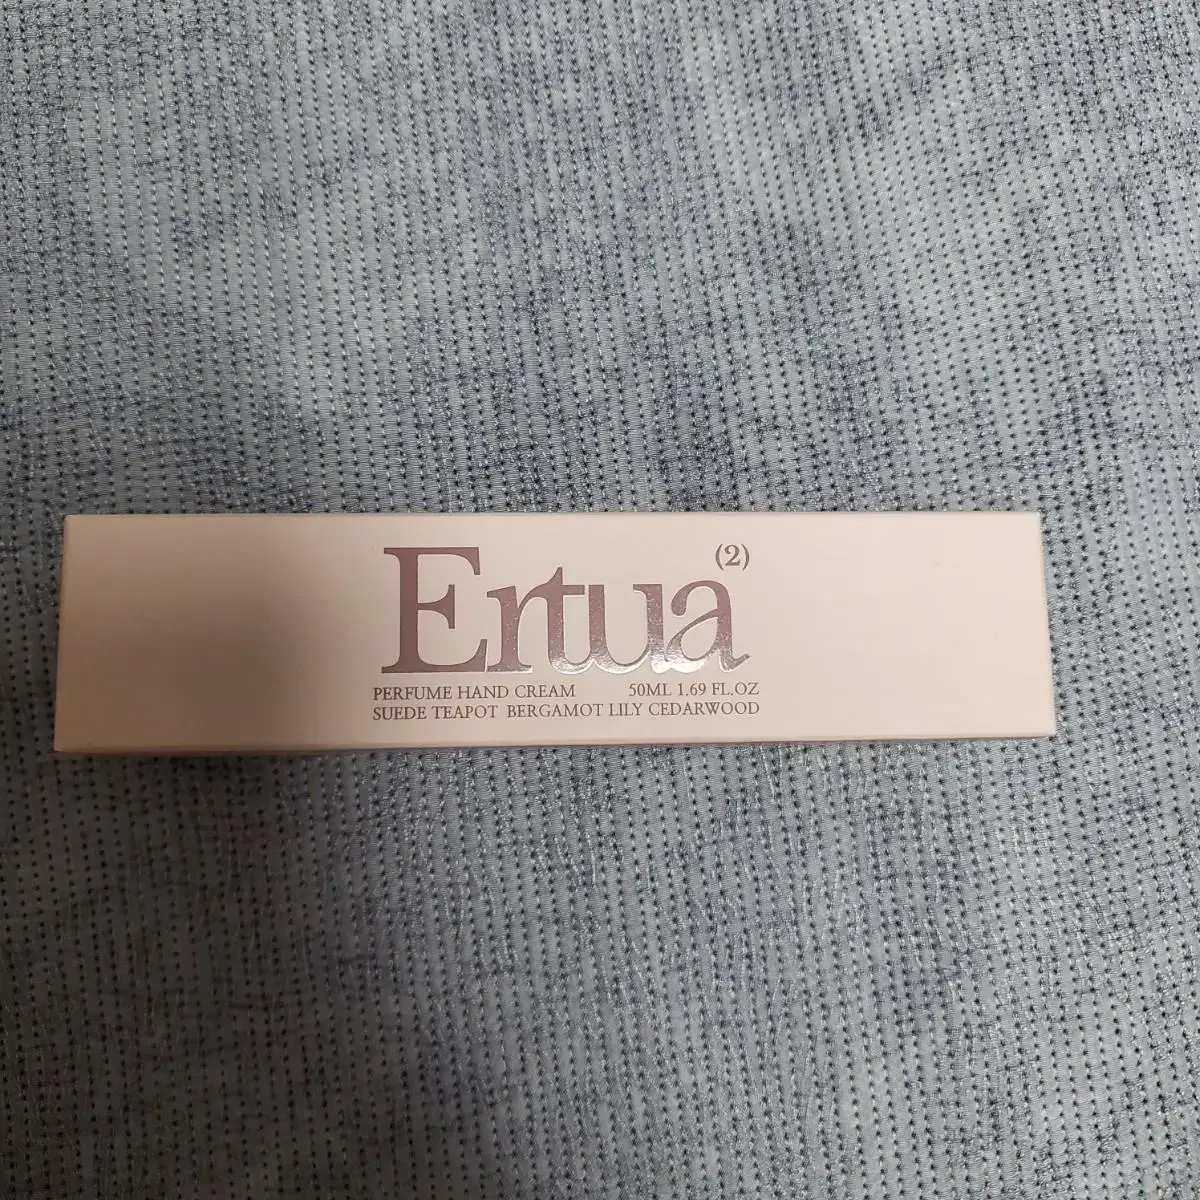 Ertua (2)
PERFUME HAND CREAM 50ML 1.69 FL.OZ
SUEDE TEAPOT BERGAMOT LILY CEDARWOOD